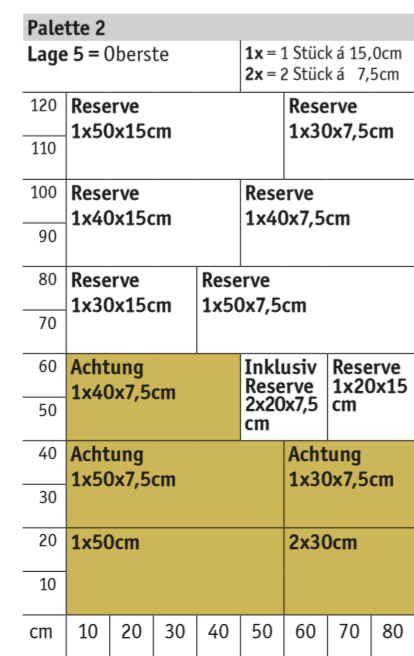 Palette 2
Lage 5 = Oberste
1x = 1 Stück á 15,0cm
2x = 2 Stück á 7,5cm
120
110
Reserve
1x50x15cm
Reserve
1x30x7,5cm
100
90
Reserve
1x40x15cm
Reserve
1x40x7,5cm
80
70
Reserve
1x30x15cm
Reserve
1x50x7,5cm
60
50
Achtung
1x40x7,5cm
Inklusiv
Reserve
2x20x7,5
cm
Reserve
1x20x15
cm
40
30
Achtung
1x50x7,5cm
Achtung
1x30x7,5cm
20
10
1x50cm
2x30cm
cm 10 20 30 40 50 60 70 80